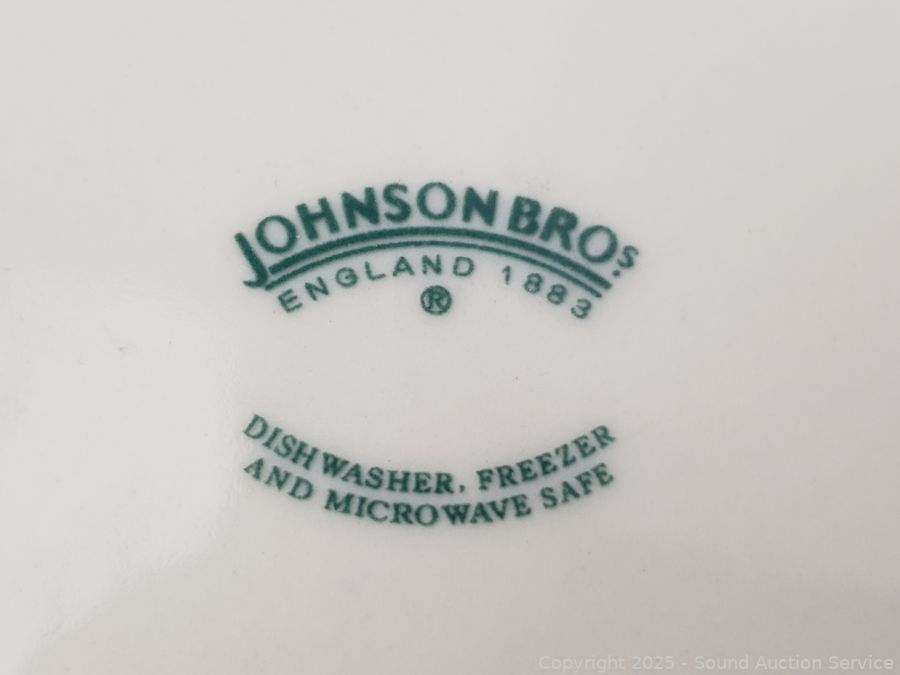 JOHNSON BROS.
ENGLAND 1883
®
DISHWASHER, FREEZER
AND MICROWAVE SAFE
Copyright 2025 - Sound Auction Service